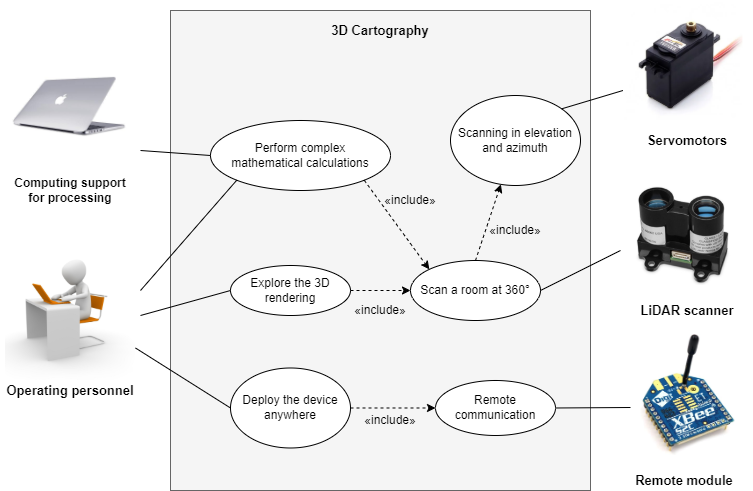 3D Cartography
Servomotors
Scanning in elevation
and azimuth
Perform complex
mathematical calculations
Computing support
for processing
«include»
«include»
Explore the 3D
rendering
Scan a room at 360°
«include»
LiDAR scanner
Operating personnel
Deploy the device
anywhere
Remote
communication
«include»
Digi
XBee
Remote module